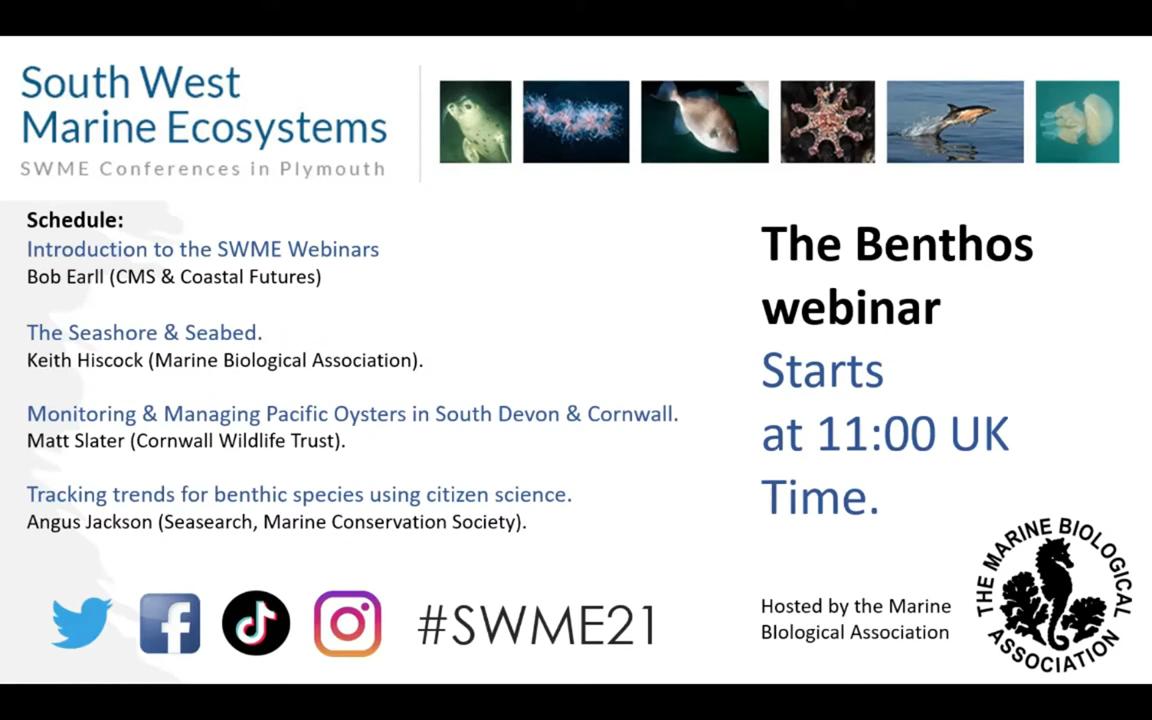 South West
Marine Ecosystems
SWME Conferences in Plymouth
Schedule:
Introduction to the SWME Webinars
Bob Earll (CMS & Coastal Futures)
The Seashore & Seabed.
Keith Hiscock (Marine Biological Association).
Monitoring & Managing Pacific Oysters in South Devon & Cornwall.
Matt Slater (Cornwall Wildlife Trust).
Tracking trends for benthic species using citizen science.
Angus Jackson (Seasearch, Marine Conservation Society).
The Benthos
webinar
Starts
at 11:00 UK
Time.
#SWME21
Hosted by the Marine
BIological Association
THE MARINE BIOLOGICAL
ASSOCIATION